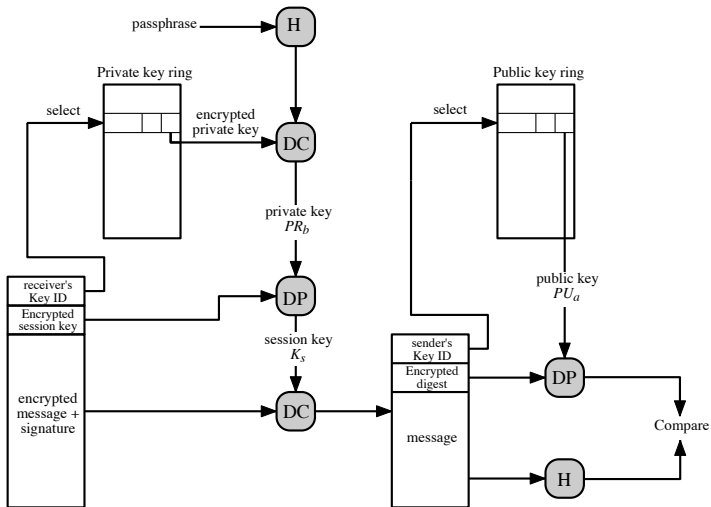 passphrase
H
Private key ring
Public key ring
select
encrypted
private key
select
DC
private key
PRb
receiver's
Key ID
Encrypted
session key
DP
public key
PUa
session key
Ks
sender's
Key ID
Encrypted
digest
DP
encrypted
message +
signature
DC
message
Compare
H